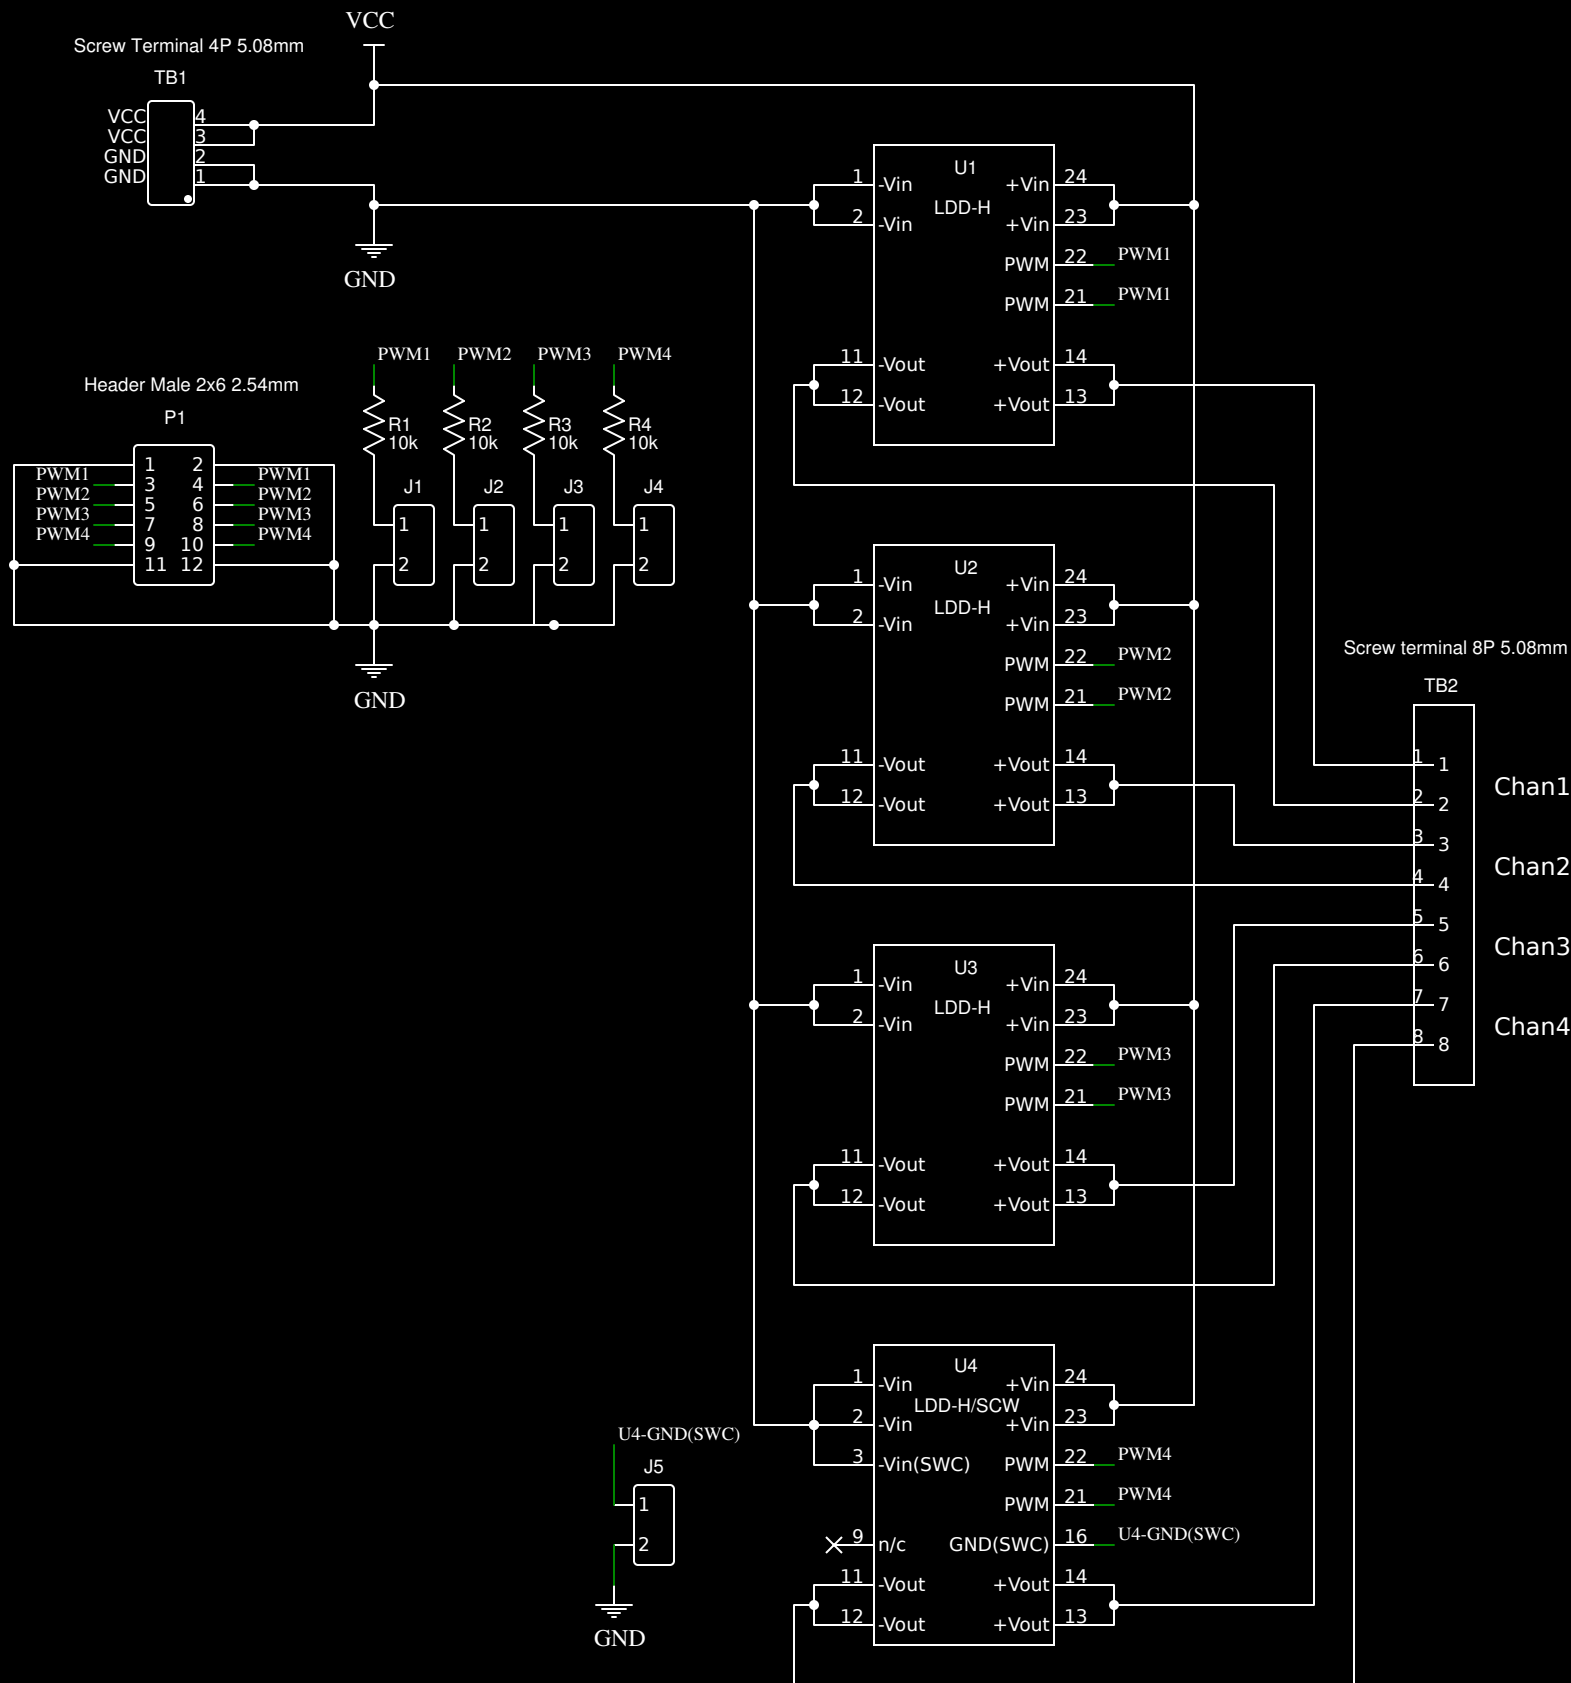 VCC
Screw Terminal 4P 5.08mm
TB1
VCC 4
VCC 3
GND 2
GND 1
GND
Header Male 2x6 2.54mm
P1
1 2
PWM1 3 4 PWM1
PWM2 5 6 PWM2
PWM3 7 8 PWM3
PWM4 9 10 PWM4
11 12
PWM1 PWM2 PWM3 PWM4
R1 R2 R3 R4
10k 10k 10k 10k
J1 J2 J3 J4
1 1 1 1
2 2 2 2
GND
U1
LDD-H
1 -Vin +Vin 24
2 -Vin +Vin 23
PWM 22 PWM1
PWM 21 PWM1
11 -Vout +Vout 14
12 -Vout +Vout 13
U2
LDD-H
1 -Vin +Vin 24
2 -Vin +Vin 23
PWM 22 PWM2
PWM 21 PWM2
11 -Vout +Vout 14
12 -Vout +Vout 13
U3
LDD-H
1 -Vin +Vin 24
2 -Vin +Vin 23
PWM 22 PWM3
PWM 21 PWM3
11 -Vout +Vout 14
12 -Vout +Vout 13
U4
LDD-H/SCW
1 -Vin +Vin 24
2 -Vin +Vin 23
3 -Vin(SWC) PWM 22 PWM4
PWM 21 PWM4
9 n/c GND(SWC) 16 U4-GND(SWC)
11 -Vout +Vout 14
12 -Vout +Vout 13
U4-GND(SWC)
J5
1
2
GND
Screw terminal 8P 5.08mm
TB2
1 1
Chan1
2 2
3 3
Chan2
4 4
5 5
Chan3
6 6
7 7
Chan4
8 8